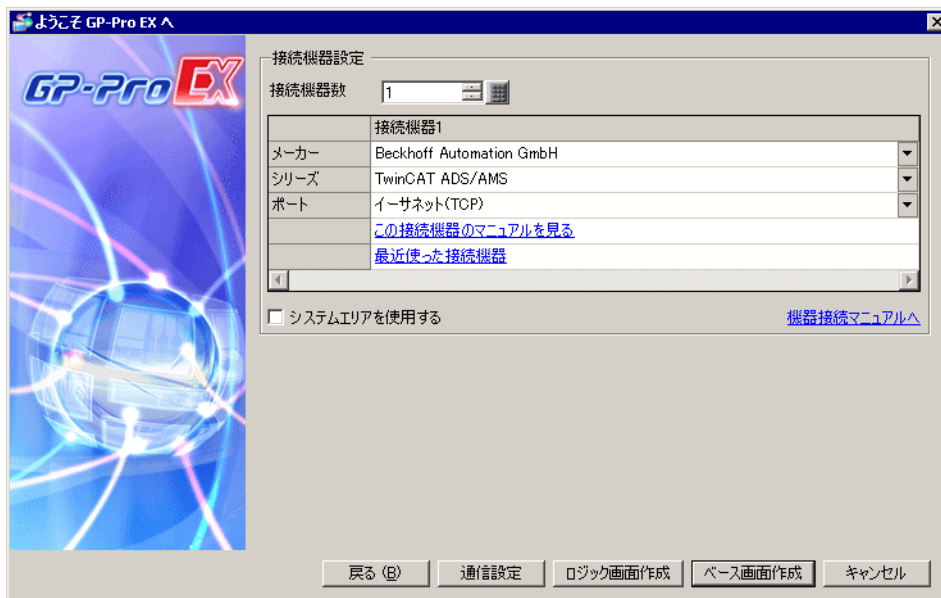 ようこそ GP-Pro EX へ
GP-Pro EX
接続機器設定
接続機器数 1
接続機器1
メーカー Beckhoff Automation GmbH
シリーズ TwinCAT ADS/AMS
ポート イーサネット(TCP)
この接続機器のマニュアルを見る
最近使った接続機器
システムエリアを使用する 機器接続マニュアルへ
戻る (B) 通信設定 ロジック画面作成 ベース画面作成 キャンセル